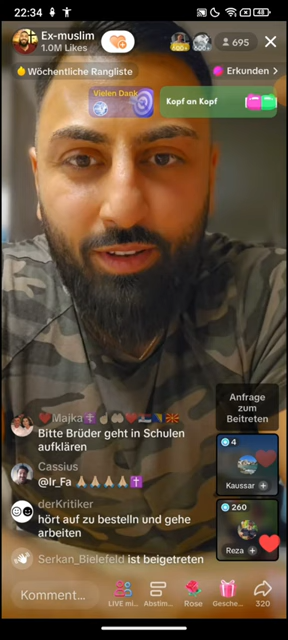 22:34
48
Ex-muslim
1.0M Likes
600+
600+
695
Wöchentliche Rangliste
Erkunden >
Vielen Dank
Kopf an Kopf
Anfrage zum Beitreten
Majka
Bitte Brüder geht in Schulen
aufklären
Cassius
@Ir_Fa
4
Kaussar +
derKritiker
hört auf zu bestelln und gehe
arbeiten
260
Reza +
Serkan_Bielefeld ist beigetreten
Komment...
LIVE mi...
Abstim...
Rose
Gesche...
320